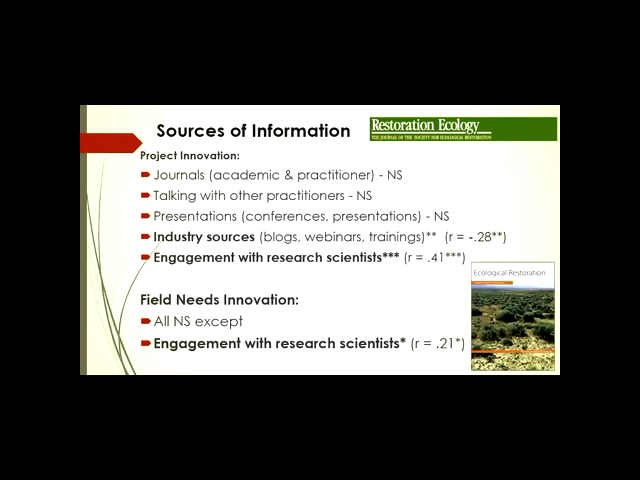 Restoration Ecology
THE JOURNAL OF THE SOCIETY FOR ECOLOGICAL RESTORATION
Sources of Information
Project Innovation:
Journals (academic & practitioner) - NS
Talking with other practitioners - NS
Presentations (conferences, presentations) - NS
Industry sources (blogs, webinars, trainings)** (r = -.28**)
Engagement with research scientists*** (r = .41***)
Ecological Restoration
Field Needs Innovation:
All NS except
Engagement with research scientists* (r = .21*)